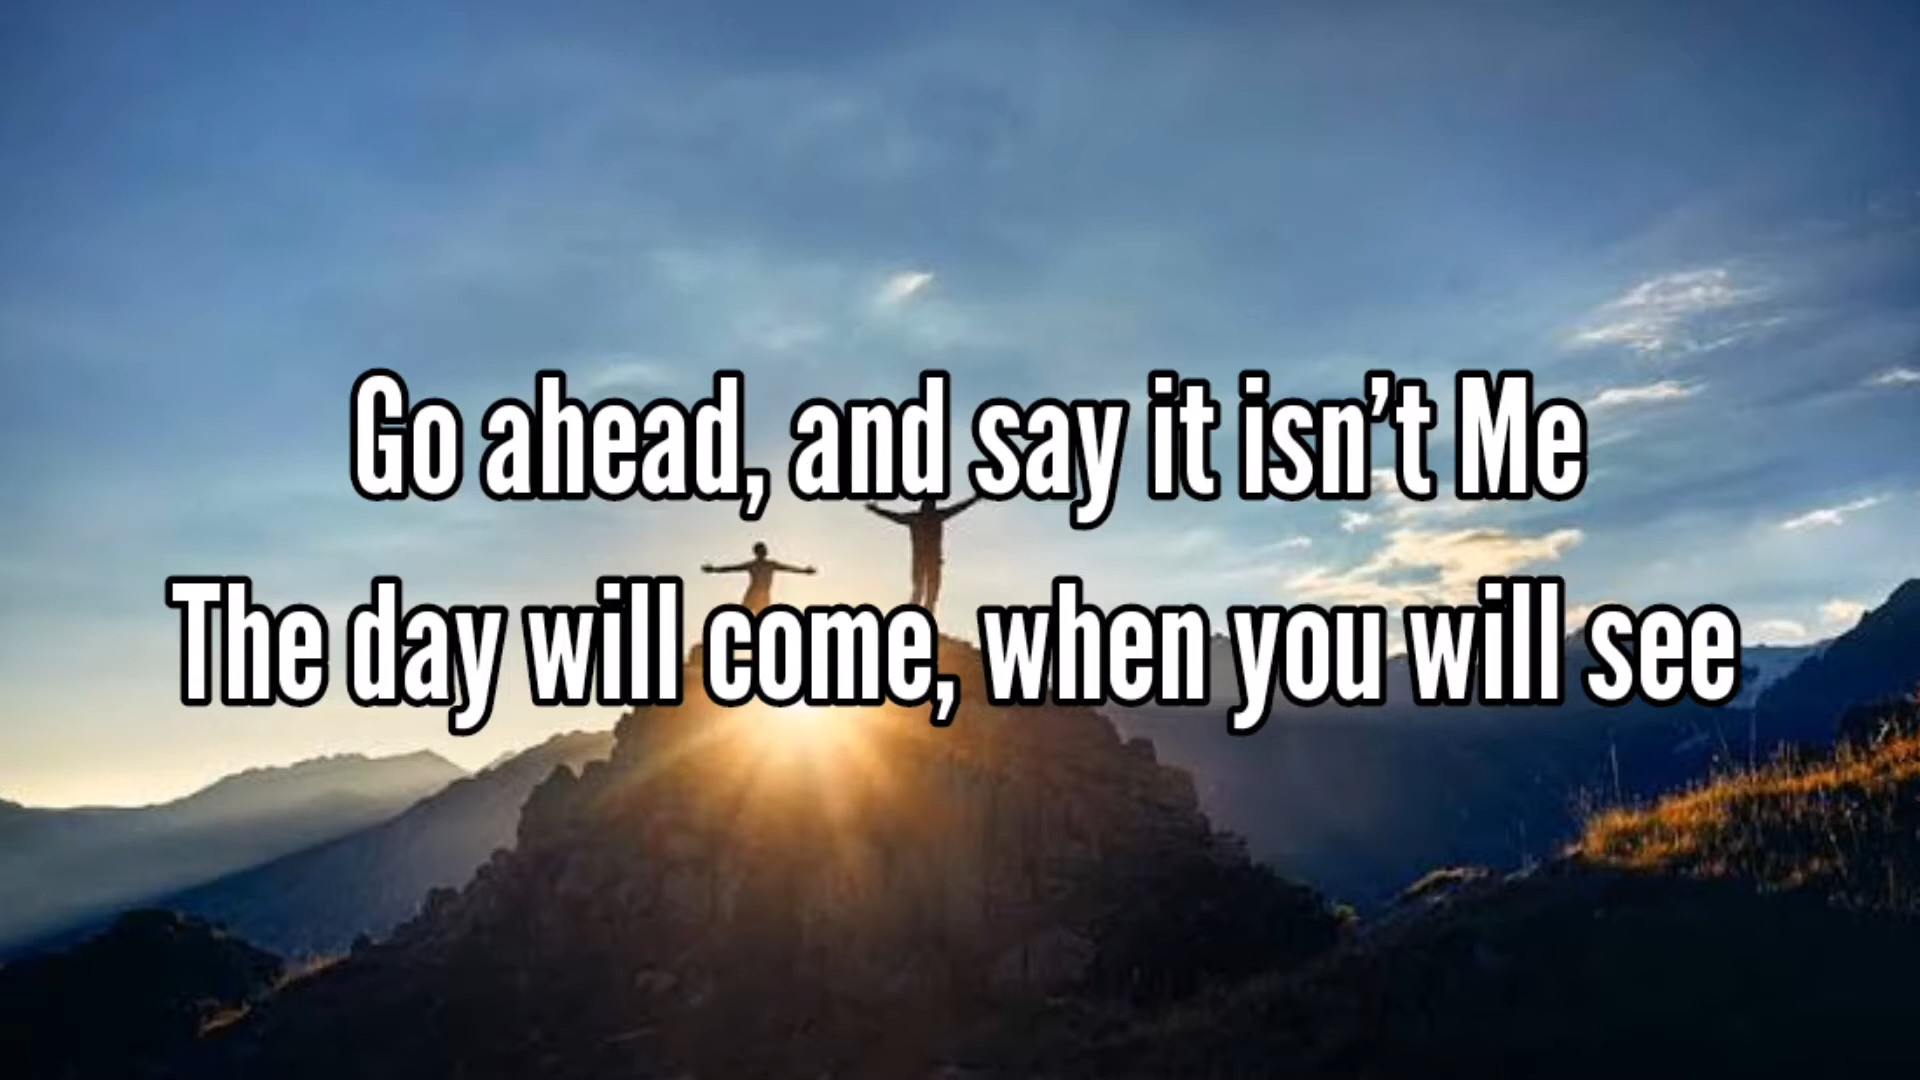 Go ahead, and say it isn’t Me
The day will come, when you will see